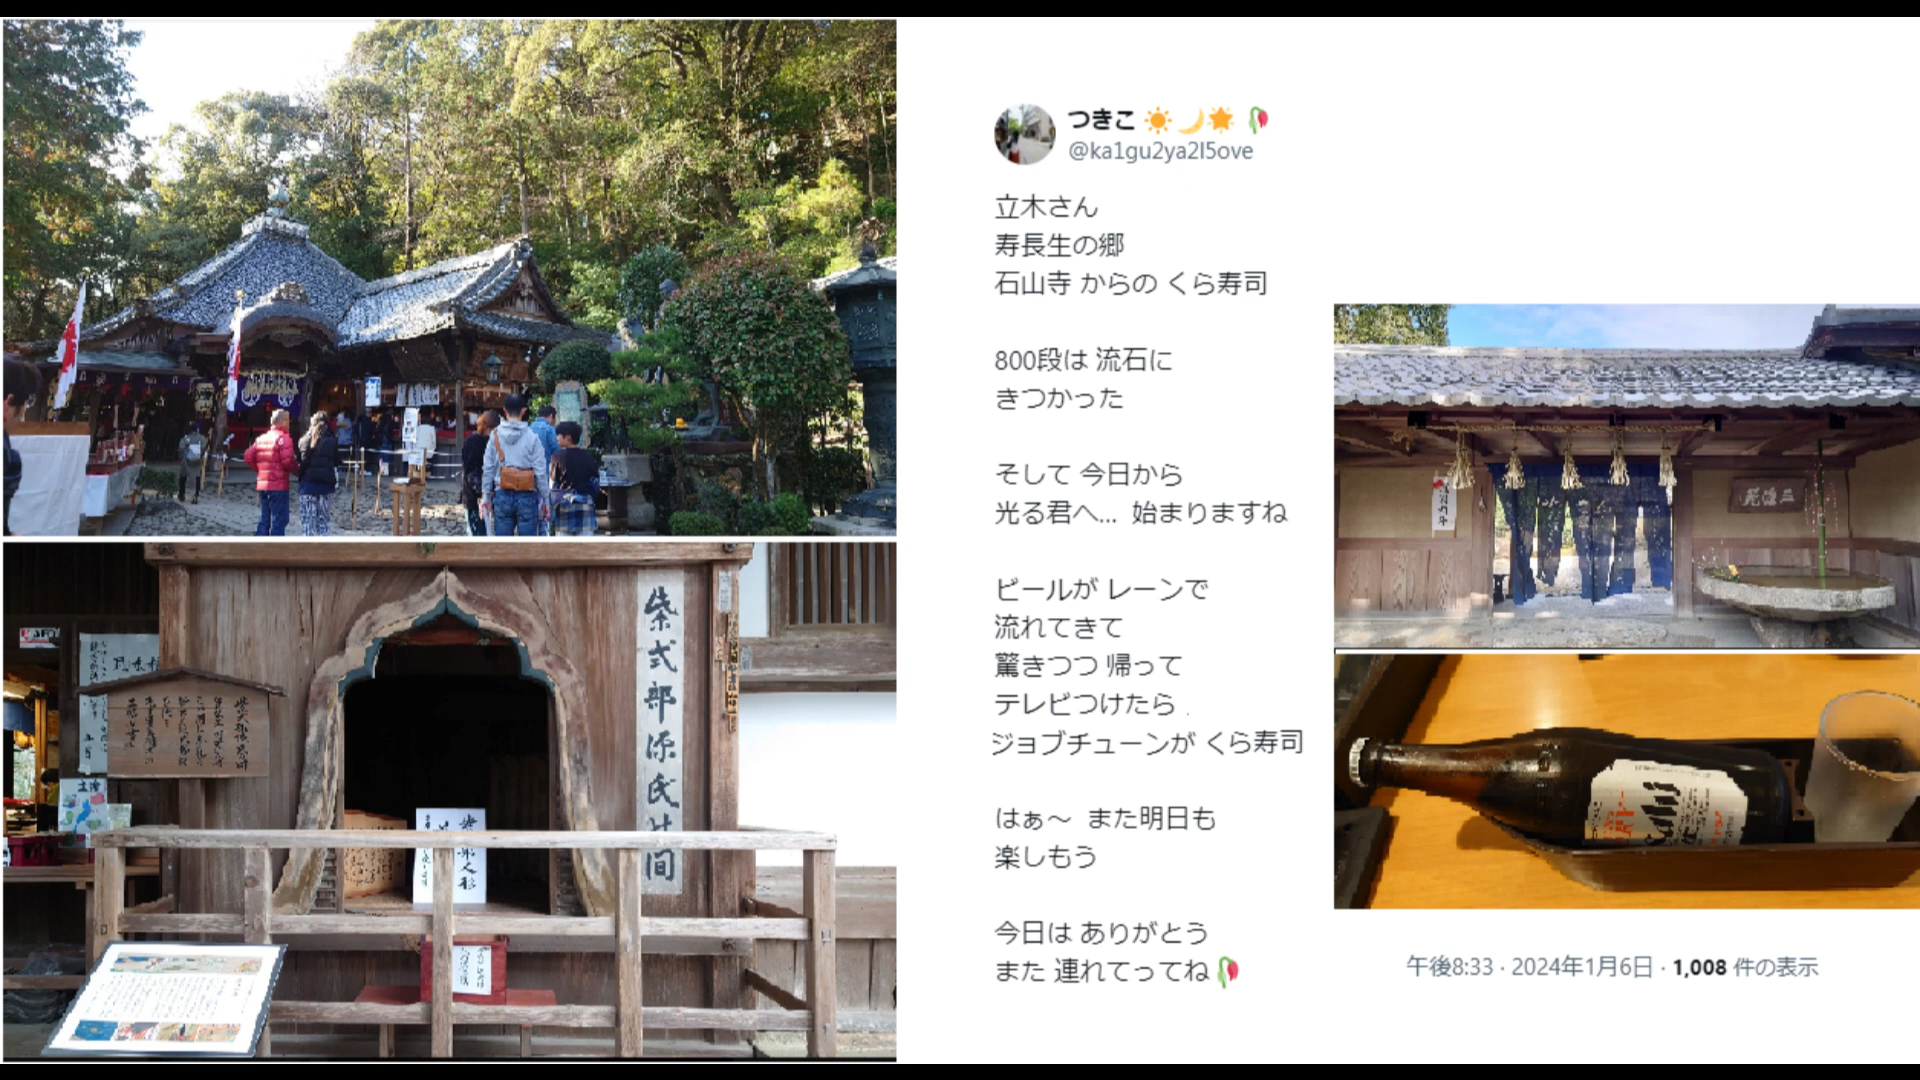 つきこ
@ka1gu2ya2l5ove
立木さん
寿長生の郷
石山寺 からの くら寿司
800段は 流石に
きつかった
そして 今日から
光る君へ... 始まりますね
ビールが レーンで
流れてきて
驚きつつ 帰って
テレビつけたら
ジョブチューンが くら寿司
はぁ～ また明日も
楽しもう
今日は ありがとう
また 連れてってね
午後8:33 · 2024年1月6日 · 1,008 件の表示
紫式部源氏の間
紫式部人形
Asahi